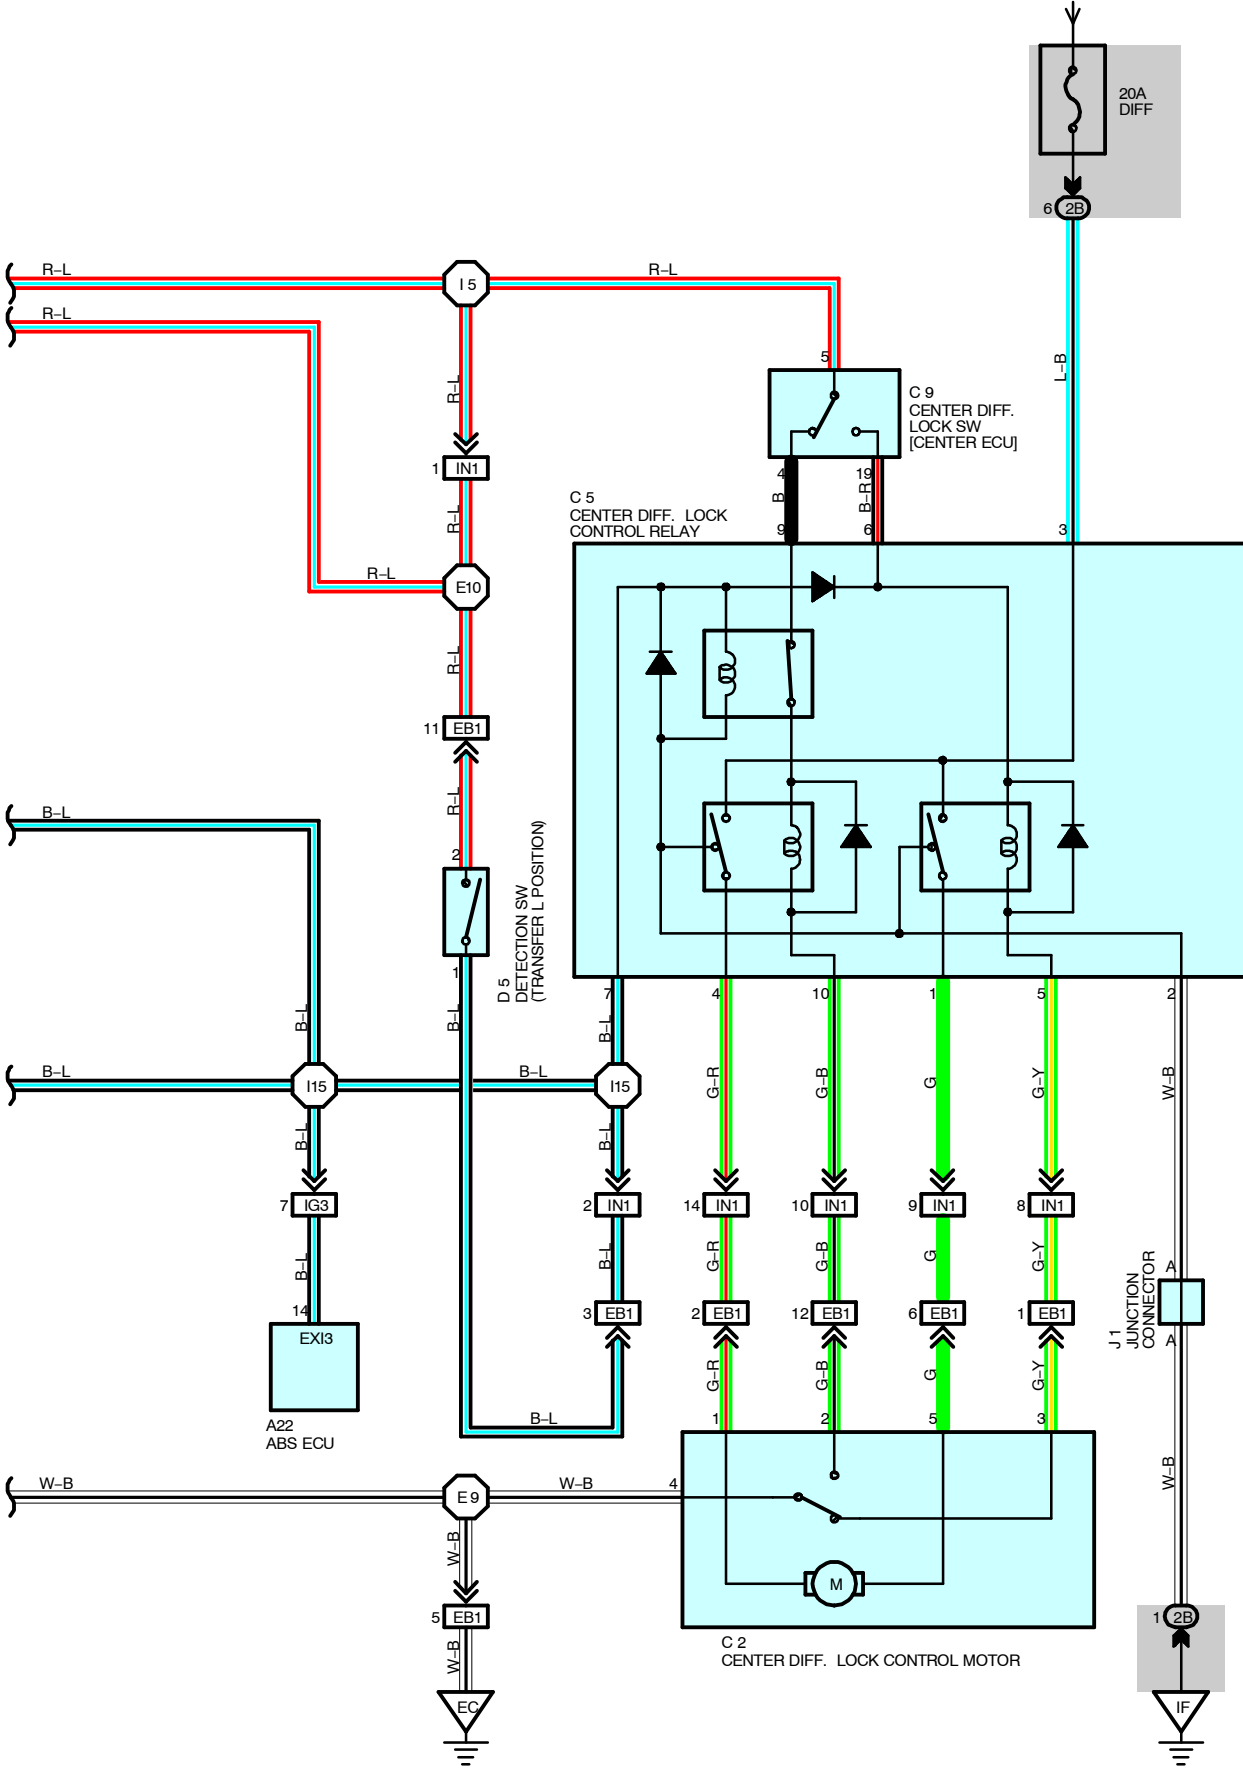 20A
DIFF
6 2B
R-L
I 5
R-L
R-L
R-L
L-B
5
C 9
CENTER DIFF.
LOCK SW
[CENTER ECU]
1 IN1
4
19
B
B-R
C 5
CENTER DIFF. LOCK
CONTROL RELAY
9
6
3
R-L
R-L
E10
R-L
11 EB1
R-L
B-L
2
D 5
DETECTION SW
(TRANSFER L POSITION)
1
7
4
10
1
5
2
B-L
B-L
B-L
B-L
I15
B-L
I15
G-R
G-B
G
G-Y
W-B
B-L
B-L
7 IG3
2 IN1
14 IN1
10 IN1
9 IN1
8 IN1
B-L
B-L
G-R
G-B
G
G-Y
A
J 1
JUNCTION
CONNECTOR
A
14
EXI3
3 EB1
2 EB1
12 EB1
6 EB1
1 EB1
G-R
G-B
G
G-Y
A22
ABS ECU
B-L
1
2
5
3
W-B
W-B
E 9
W-B
4
W-B
M
5 EB1
W-B
C 2
CENTER DIFF. LOCK CONTROL MOTOR
1 2B
EC
IF